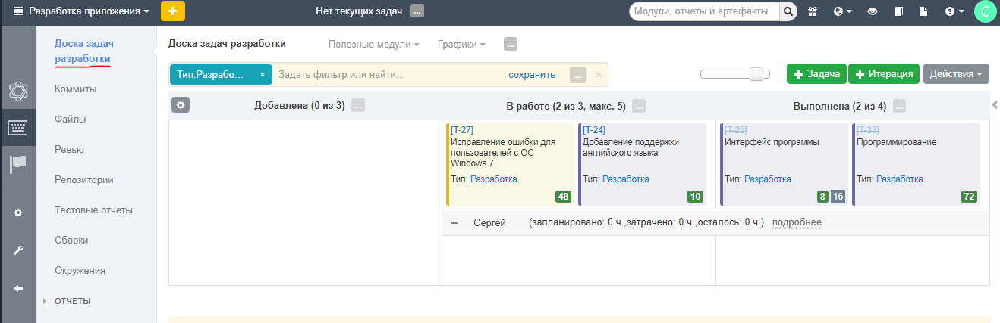 Разработка приложения
+
Нет текущих задач ...
Модули, отчеты и артефакты
?
C
Доска задач
разработки
Коммиты
Файлы
Ревью
Репозитории
Тестовые отчеты
Сборки
Окружения
ОТЧЕТЫ
Доска задач разработки
Полезные модули
Графики
...
Тип:Разрабо... ×
Задать фильтр или найти...
сохранить
... ×
+ Задача
+ Итерация
Действия
Добавлена (0 из 3) ...
В работе (2 из 3, макс. 5) ...
Выполнена (2 из 4) ...
[T-27]
Исправление ошибки для
пользователей с ОС
Windows 7
Тип: Разработка
48
[T-24]
Добавление поддержки
английского языка
Тип: Разработка
10
[T-25]
Интерфейс программы
Тип: Разработка
8 16
[T-33]
Программирование
Тип: Разработка
72
Сергей (запланировано: 0 ч.,затрачено: 0 ч.,осталось: 0 ч.) подробнее